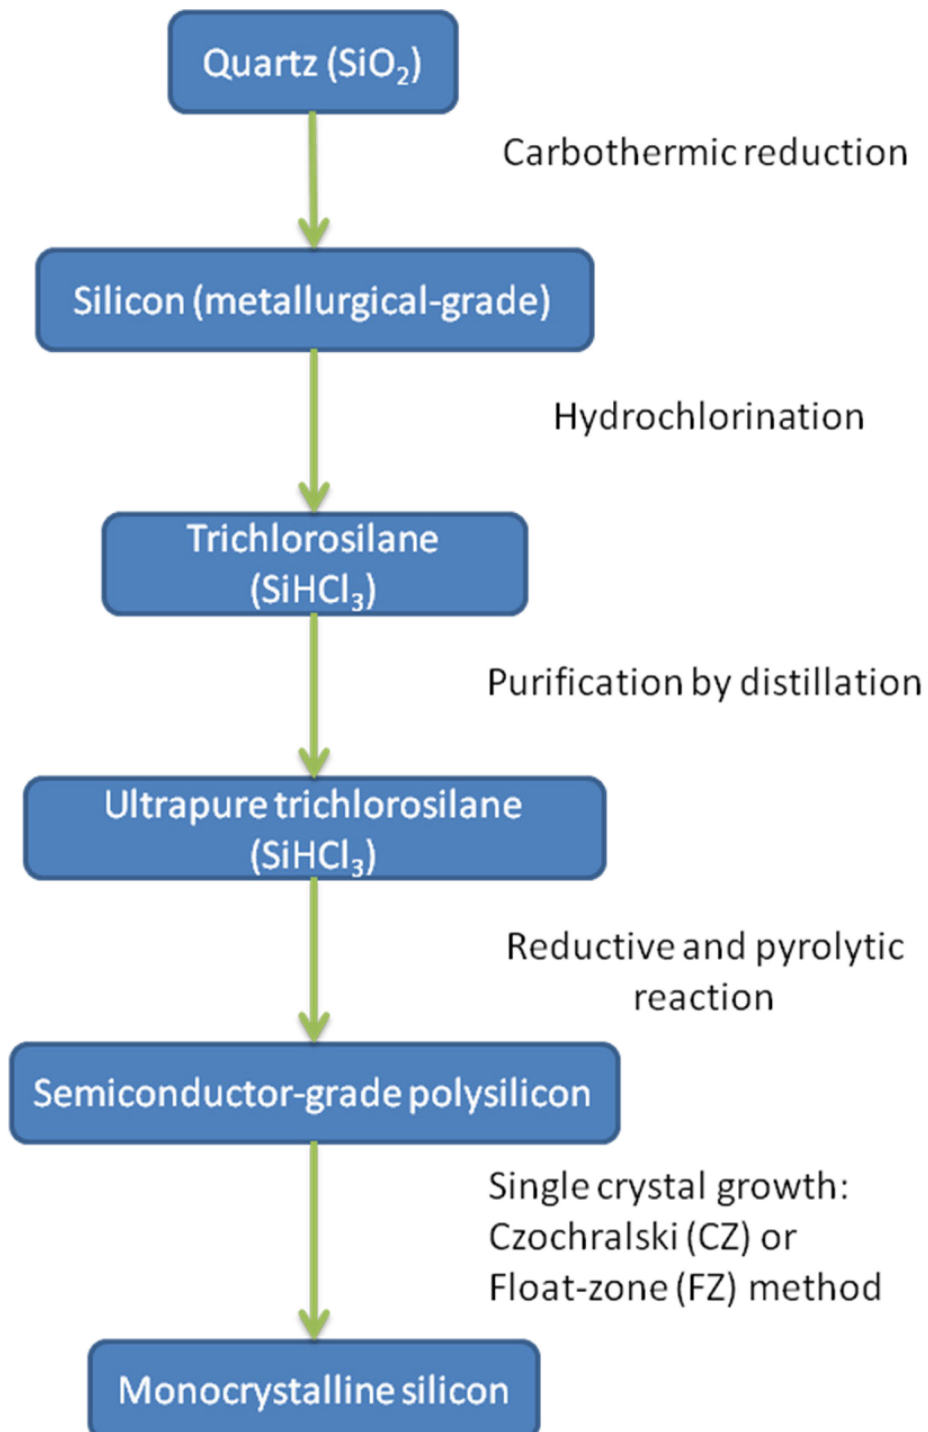 Quartz (SiO₂)
Carbothermic reduction
Silicon (metallurgical-grade)
Hydrochlorination
Trichlorosilane
(SiHCl₃)
Purification by distillation
Ultrapure trichlorosilane
(SiHCl₃)
Reductive and pyrolytic
reaction
Semiconductor-grade polysilicon
Single crystal growth:
Czochralski (CZ) or
Float-zone (FZ) method
Monocrystalline silicon